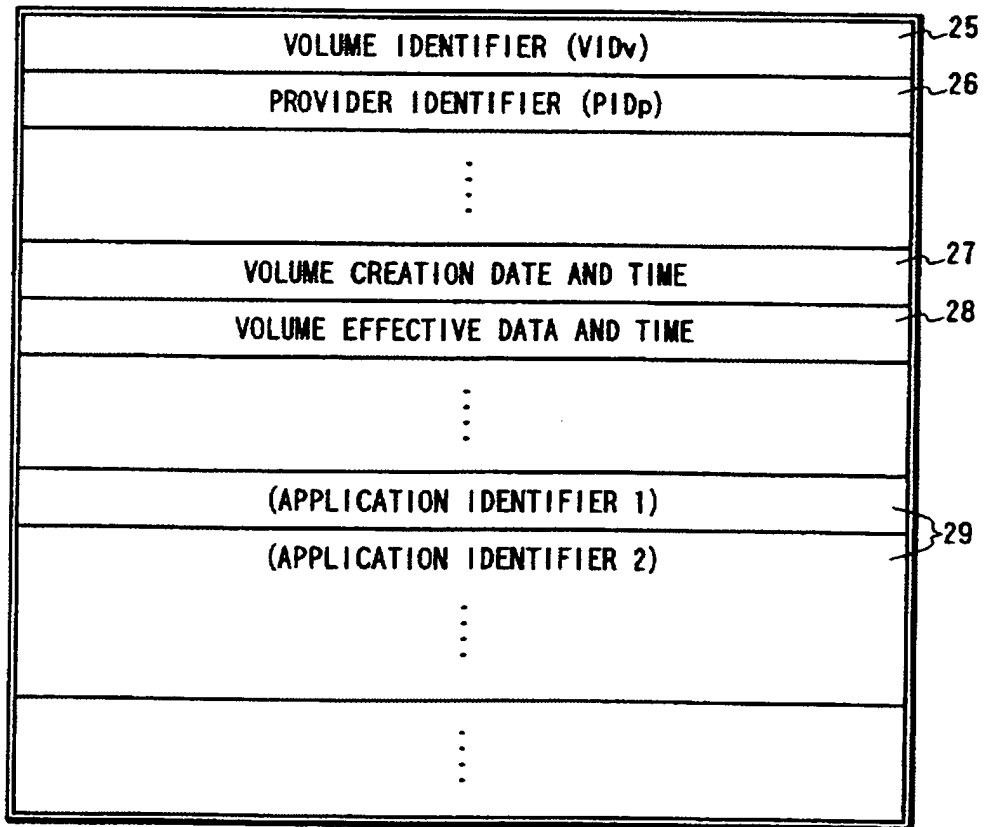 VOLUME IDENTIFIER (VIDv) 25
PROVIDER IDENTIFIER (PIDp) 26
VOLUME CREATION DATE AND TIME 27
VOLUME EFFECTIVE DATA AND TIME 28
(APPLICATION IDENTIFIER 1)
29
(APPLICATION IDENTIFIER 2)